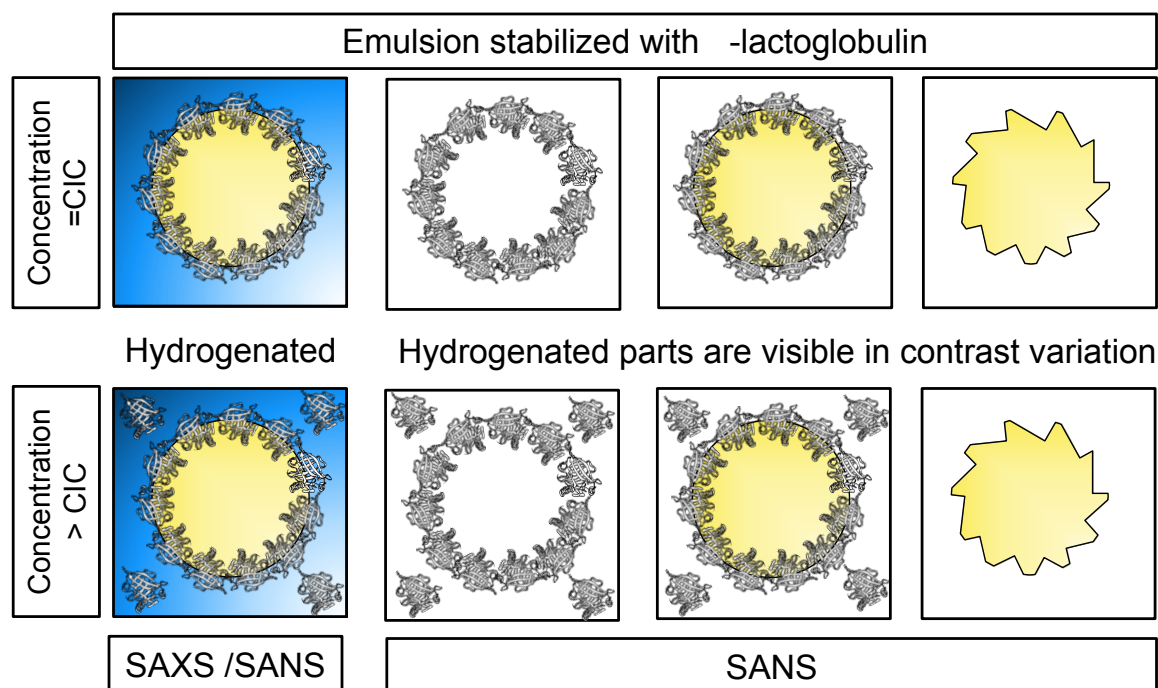 Emulsion stabilized with -lactoglobulin
Concentration
=CIC
Hydrogenated
Hydrogenated parts are visible in contrast variation
Concentration
> CIC
SAXS /SANS
SANS